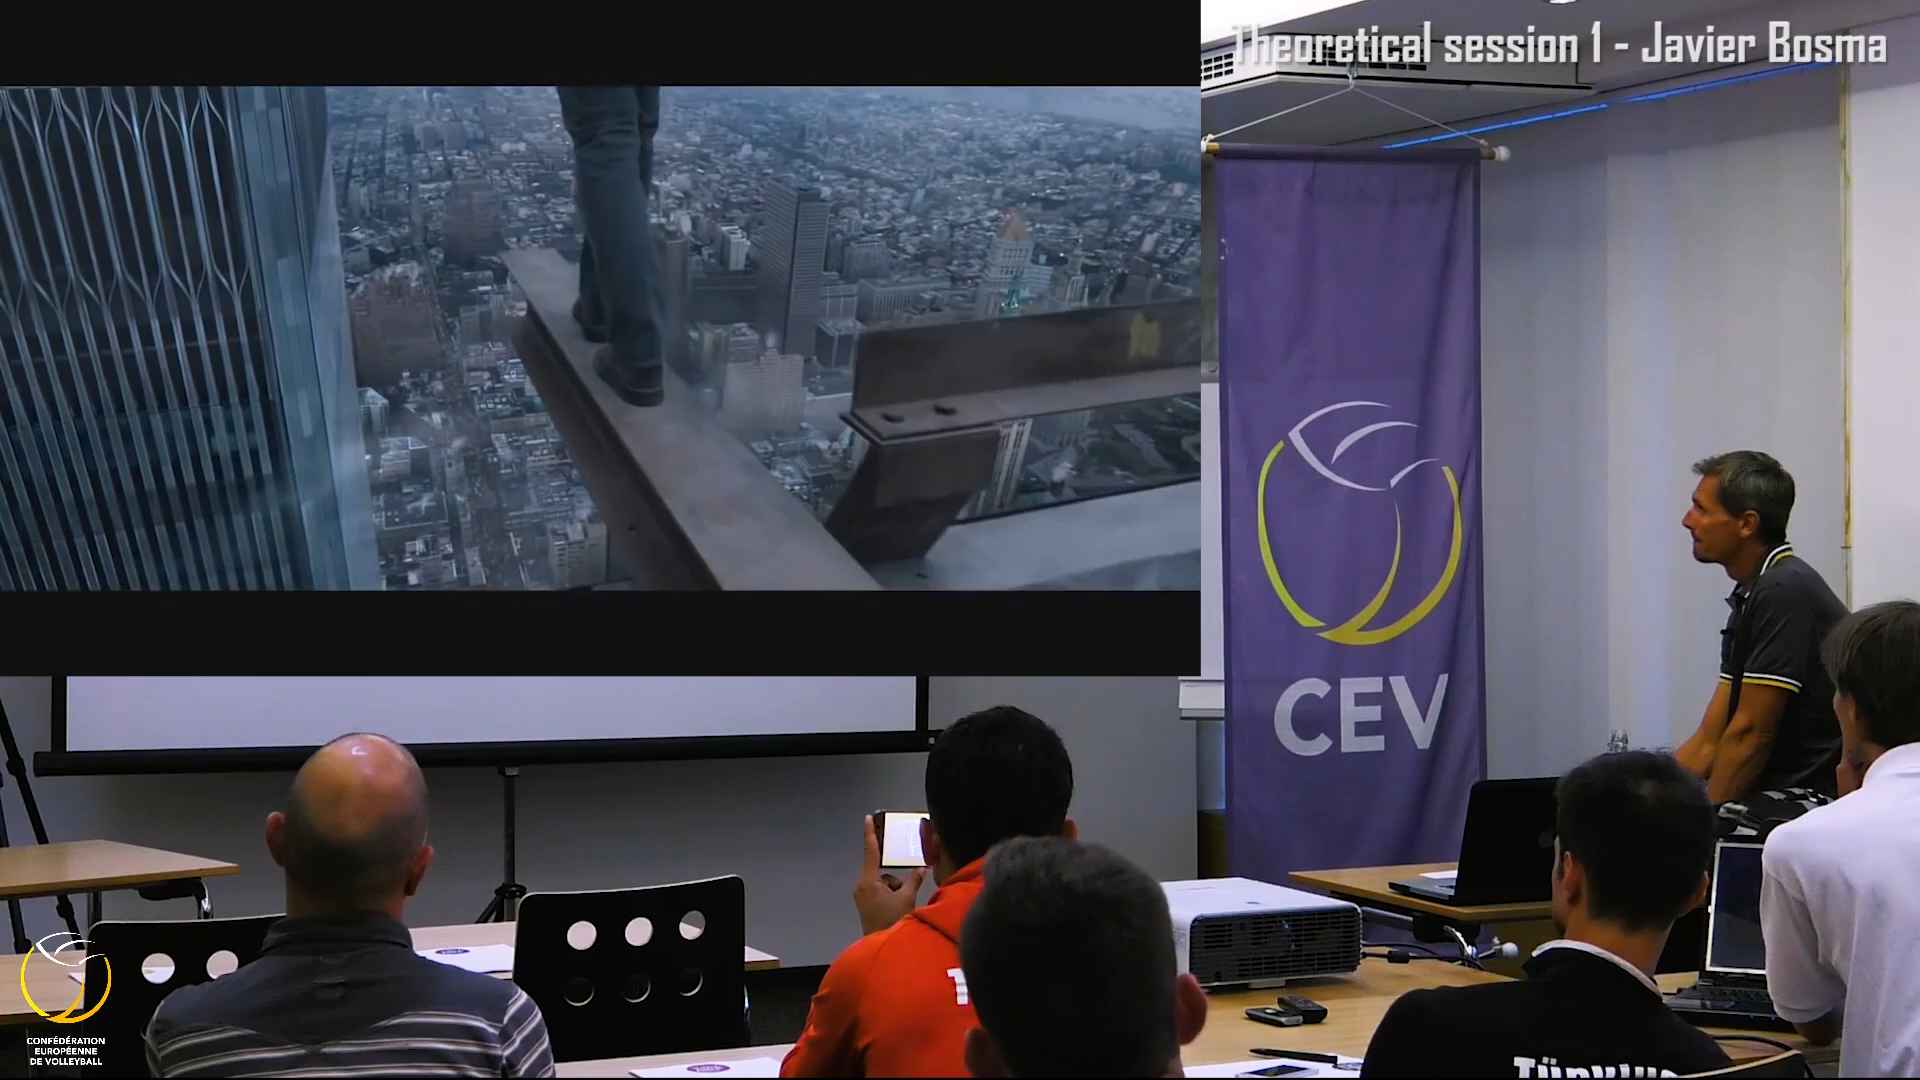 Theoretical session 1 - Javier Bosma
CEV
CONFÉDÉRATION
EUROPÉENNE
DE VOLLEYBALL